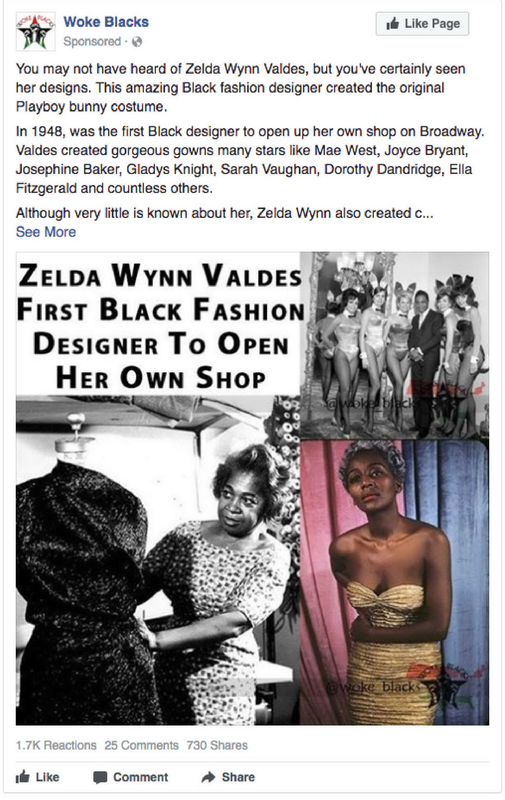 Woke Blacks
Sponsored ·
Like Page
You may not have heard of Zelda Wynn Valdes, but you've certainly seen
her designs. This amazing Black fashion designer created the original
Playboy bunny costume.
In 1948, was the first Black designer to open up her own shop on Broadway.
Valdes created gorgeous gowns many stars like Mae West, Joyce Bryant,
Josephine Baker, Gladys Knight, Sarah Vaughan, Dorothy Dandridge, Ella
Fitzgerald and countless others.
Although very little is known about her, Zelda Wynn also created c...
See More
ZELDA WYNN VALDES
FIRST BLACK FASHION
DESIGNER TO OPEN
HER OWN SHOP
@woke_blacks
@woke_blacks
1.7K Reactions 25 Comments 730 Shares
Like Comment Share